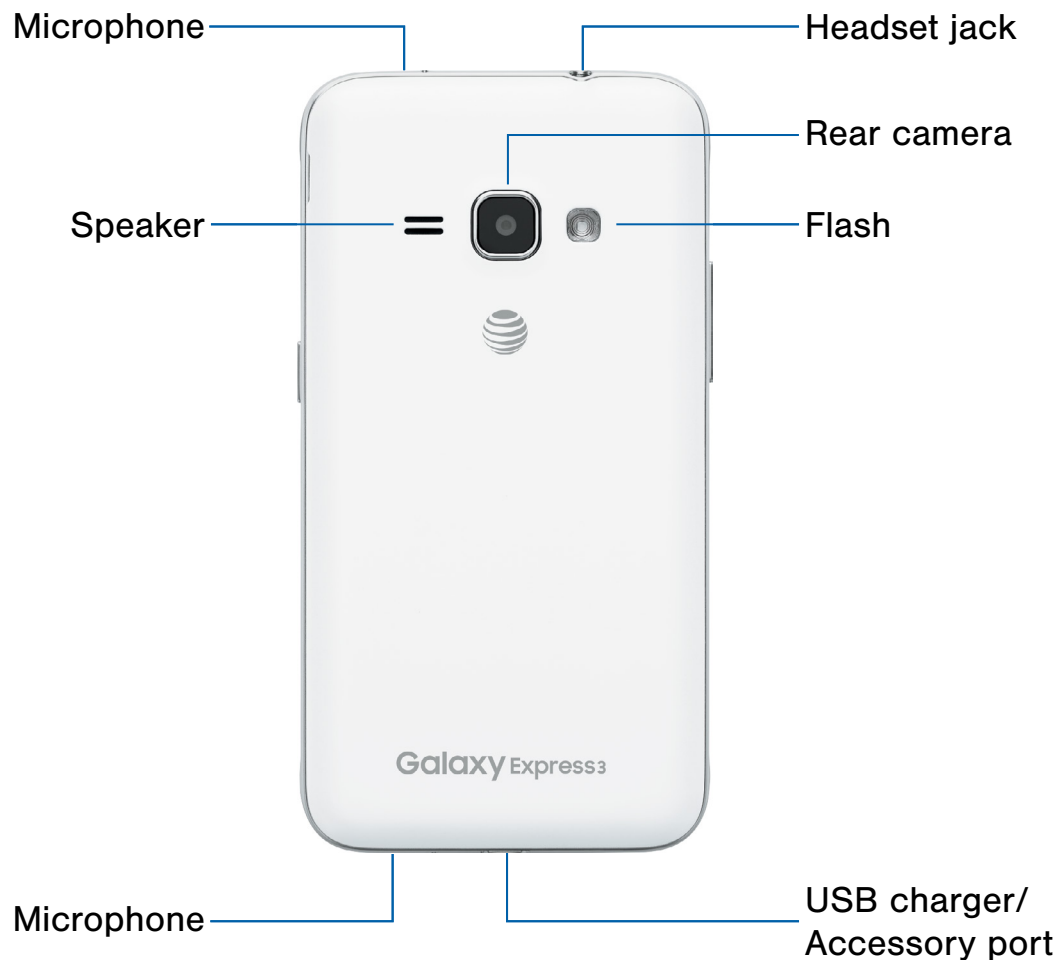 Microphone
Headset jack
Rear camera
Speaker
Flash
Galaxy Express3
Microphone
USB charger/
Accessory port